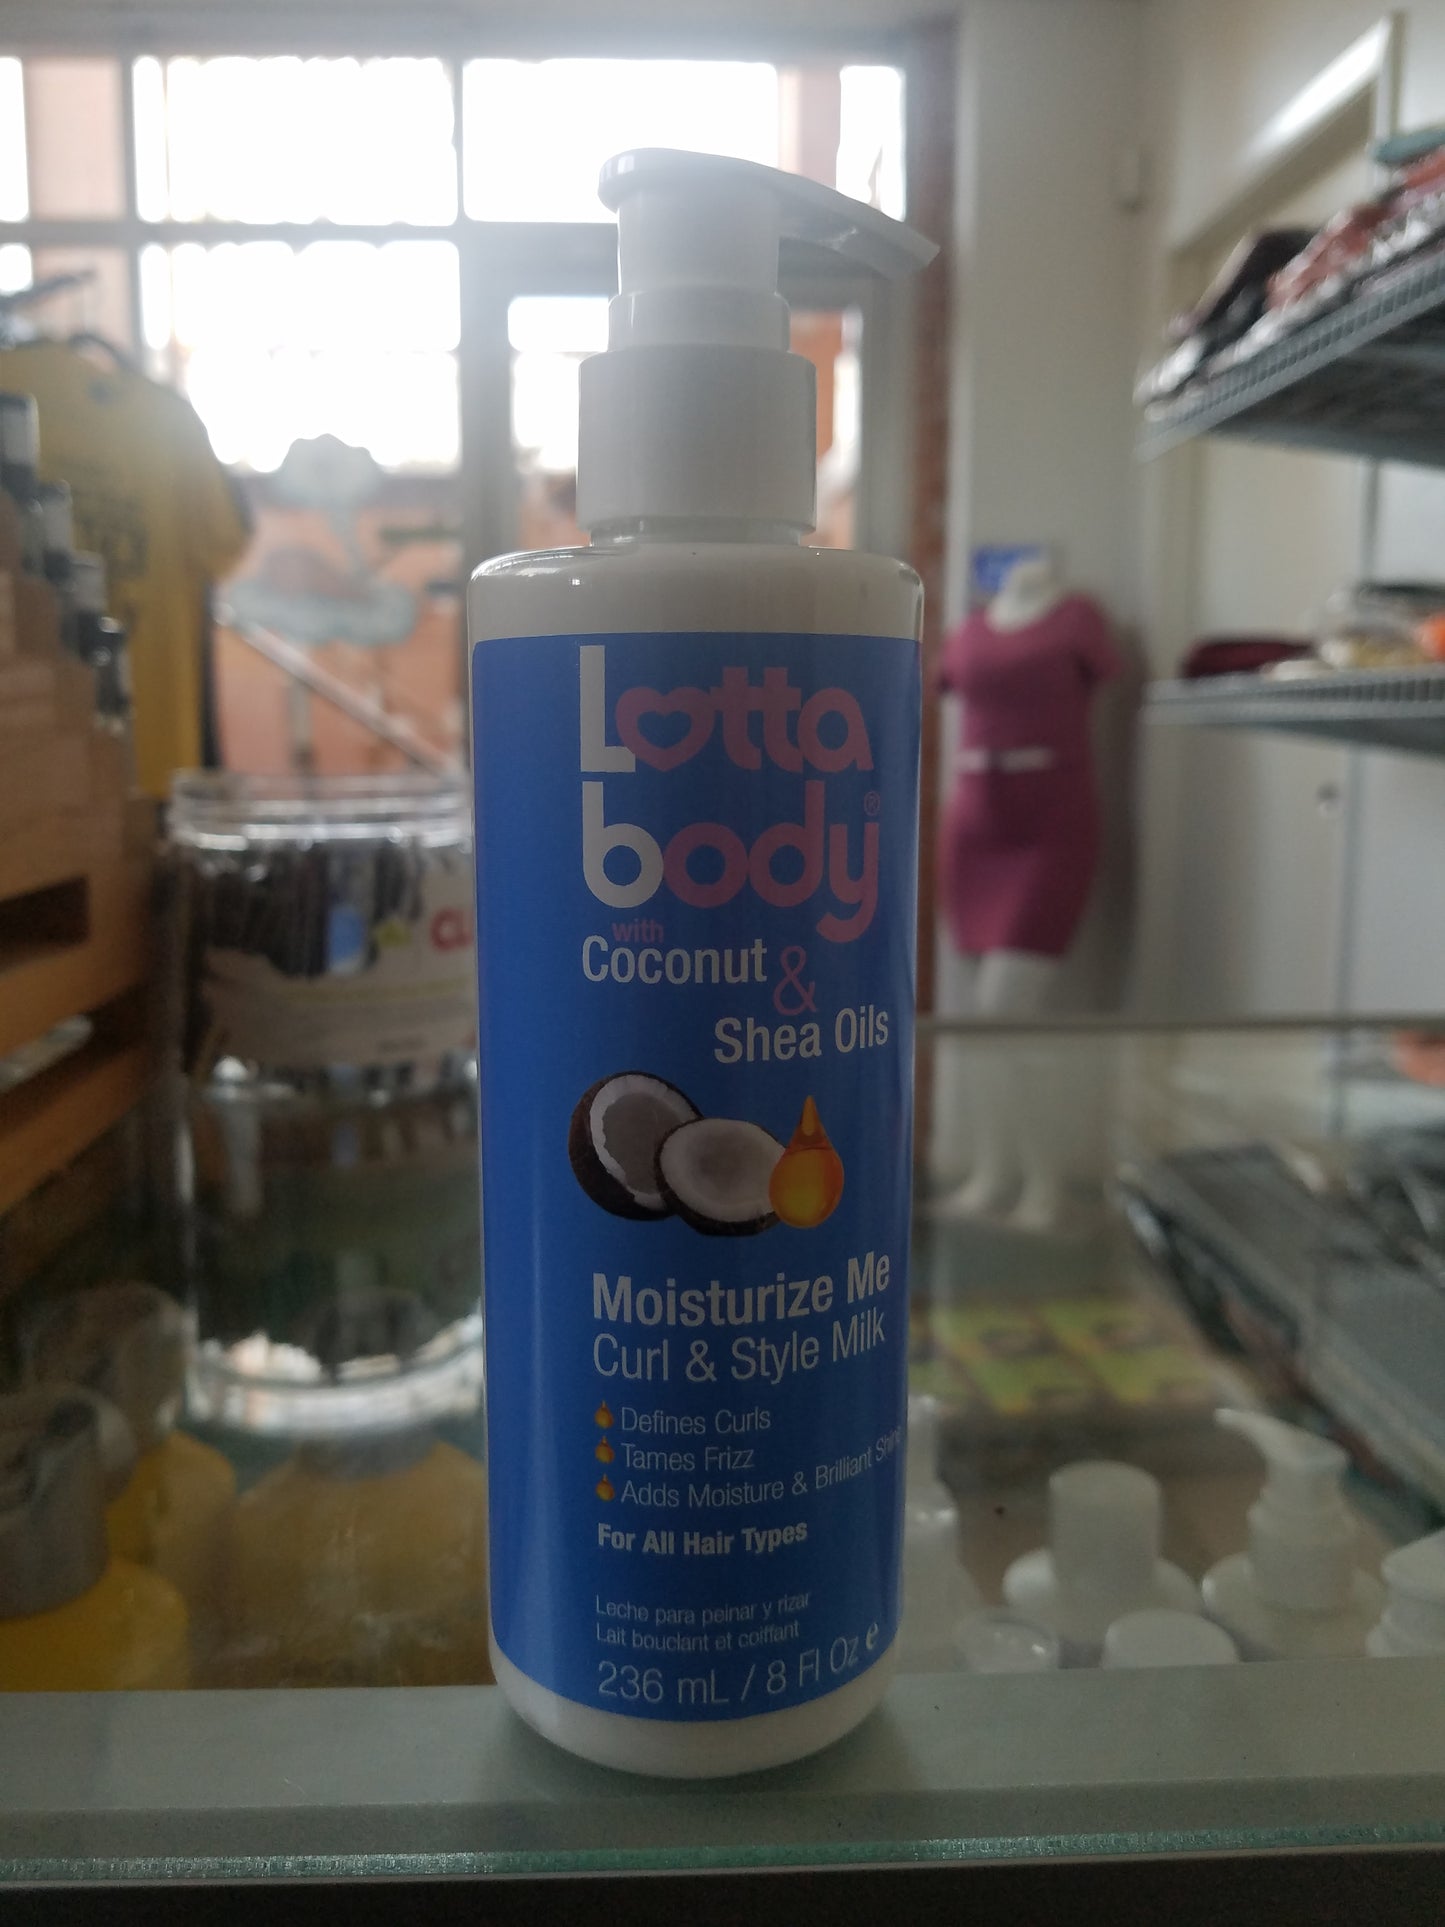 Lotta
body®
with
Coconut &
Shea Oils
Moisturize Me
Curl & Style Milk
Defines Curls
Tames Frizz
Adds Moisture & Brilliant Shine
For All Hair Types
Leche para peinar y rizar
Lait bouclant et coiffant
236 mL / 8 Fl Oz e